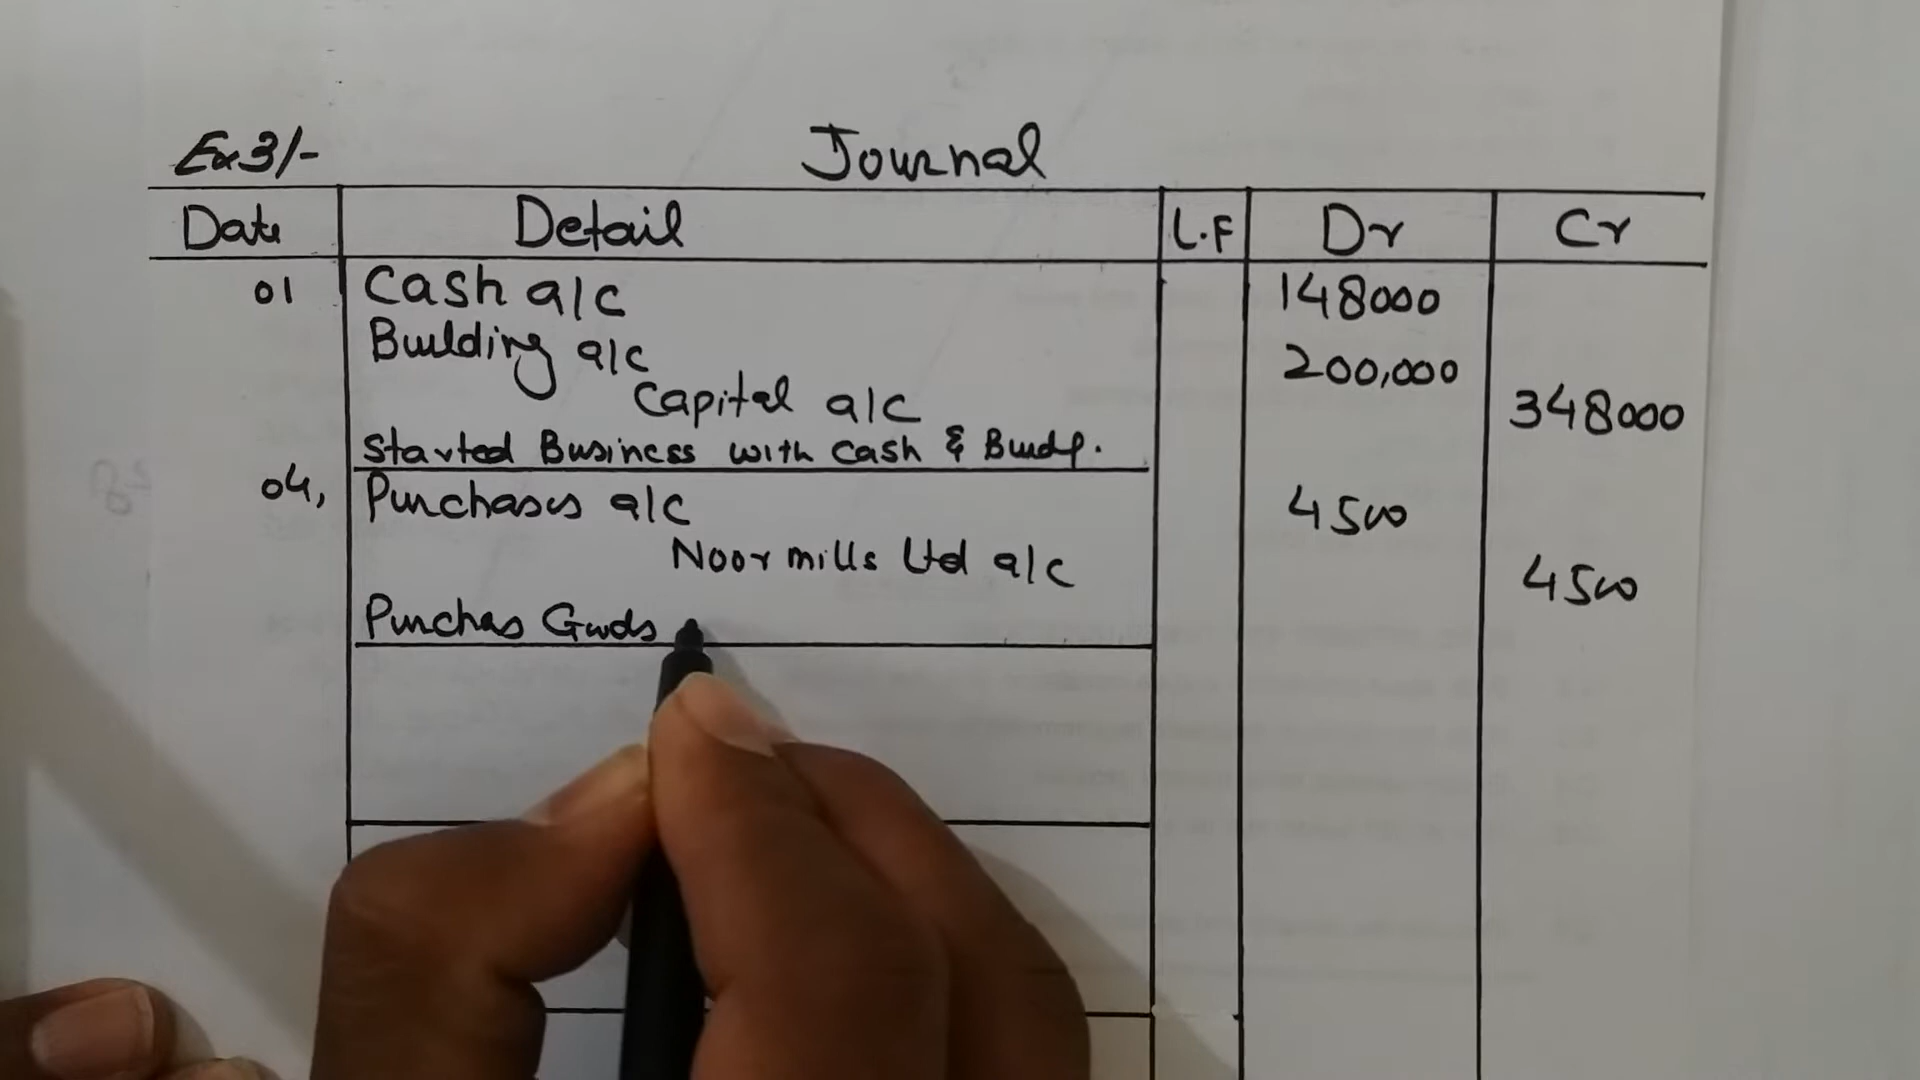 Ex 3/- Journal
Date Detail L.F Dr Cr
01 Cash a/c 148000
Building a/c 200,000
Capital a/c 348000
Started Business with Cash &
04, Purchases a/c 4500
Noor mills Ltd a/c 4500
Purchas Goods